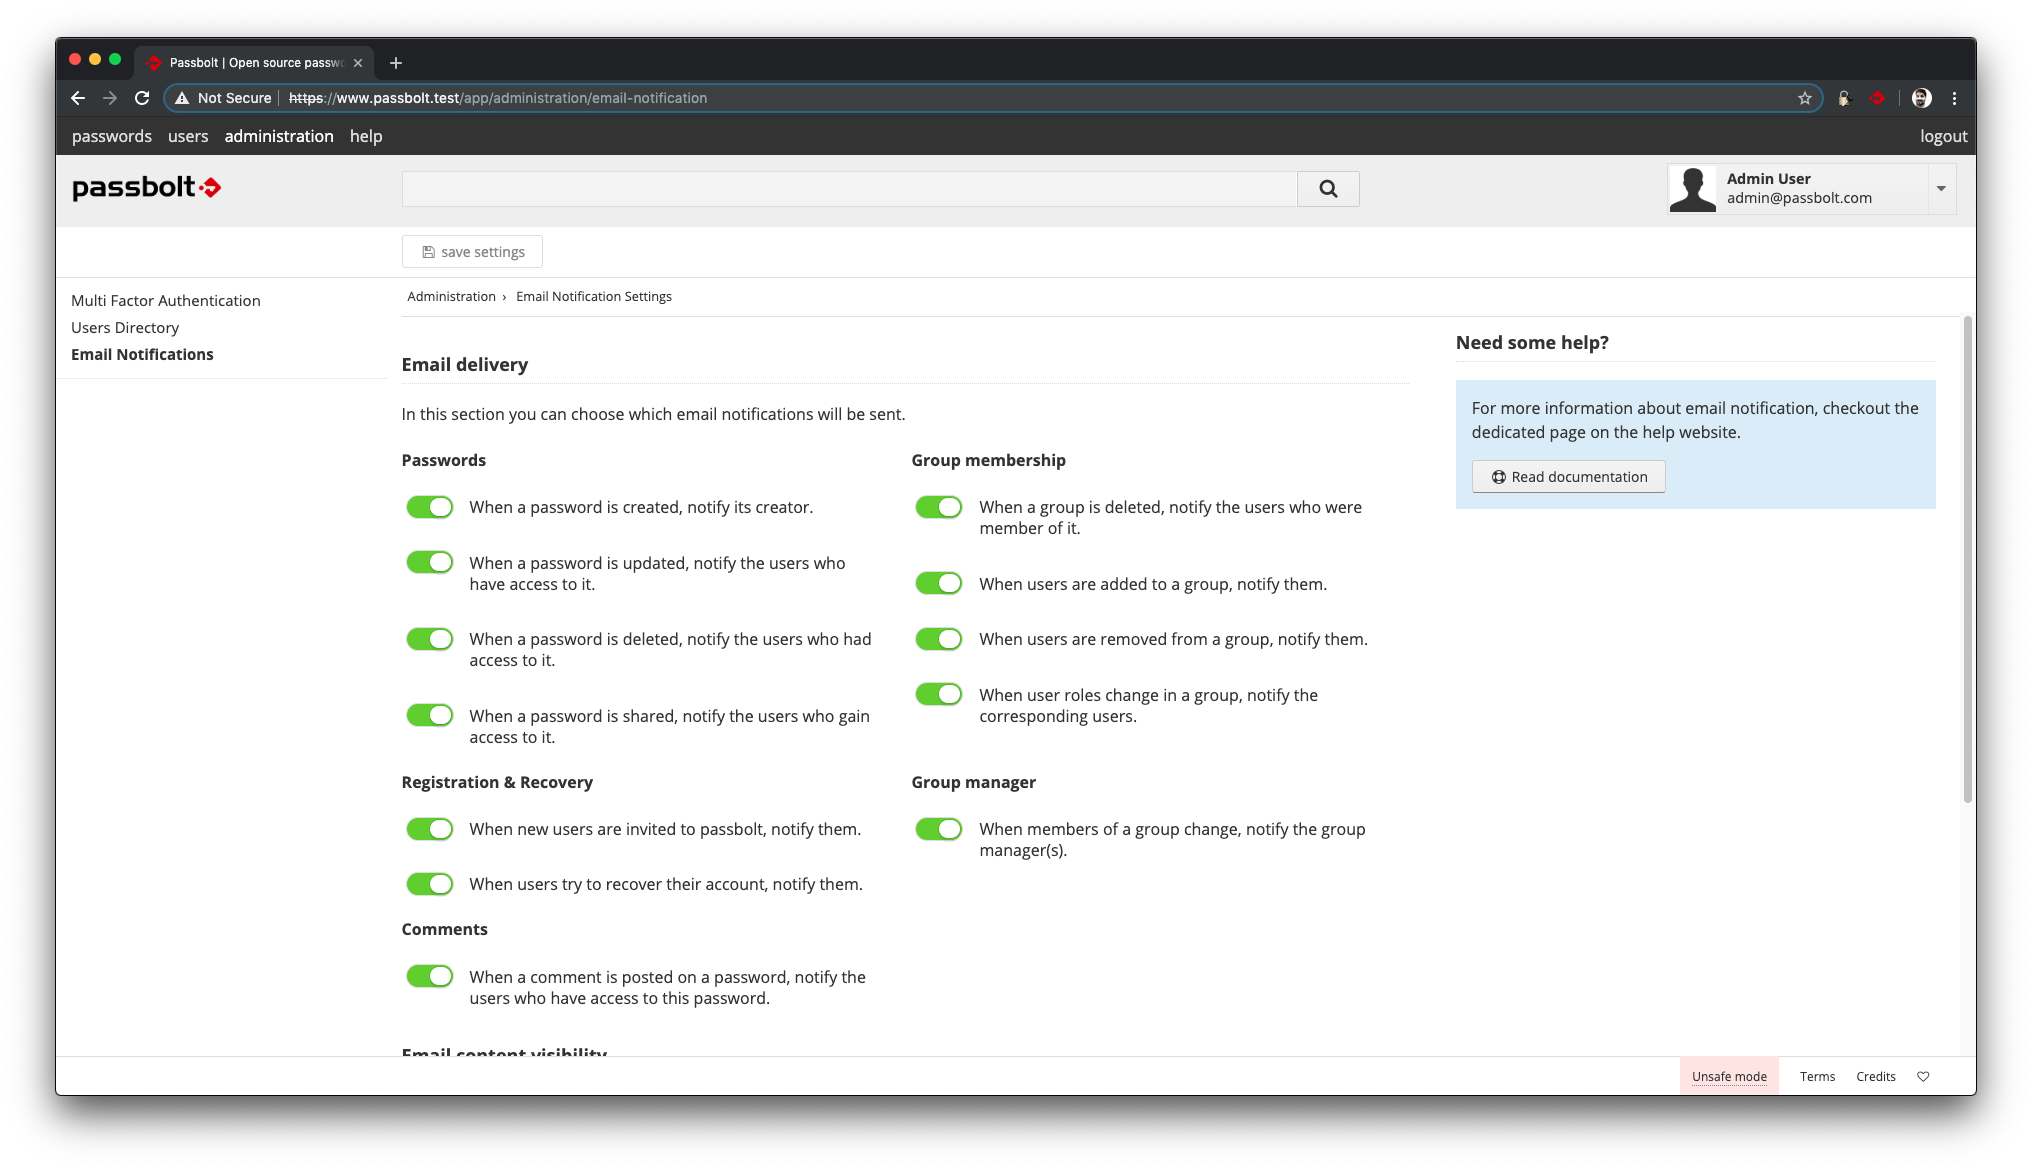 Passbolt | Open source passw
Not Secure | https://www.passbolt.test/app/administration/email-notification
passwords users administration help logout
passbolt
Admin User
admin@passbolt.com
save settings
Multi Factor Authentication
Users Directory
Email Notifications
Administration › Email Notification Settings
Email delivery
In this section you can choose which email notifications will be sent.
Passwords
When a password is created, notify its creator.
When a password is updated, notify the users who
have access to it.
When a password is deleted, notify the users who had
access to it.
When a password is shared, notify the users who gain
access to it.
Registration & Recovery
When new users are invited to passbolt, notify them.
When users try to recover their account, notify them.
Comments
When a comment is posted on a password, notify the
users who have access to this password.
Group membership
When a group is deleted, notify the users who were
member of it.
When users are added to a group, notify them.
When users are removed from a group, notify them.
When user roles change in a group, notify the
corresponding users.
Group manager
When members of a group change, notify the group
manager(s).
Email content visibility
Need some help?
For more information about email notification, checkout the
dedicated page on the help website.
Read documentation
Unsafe mode Terms Credits